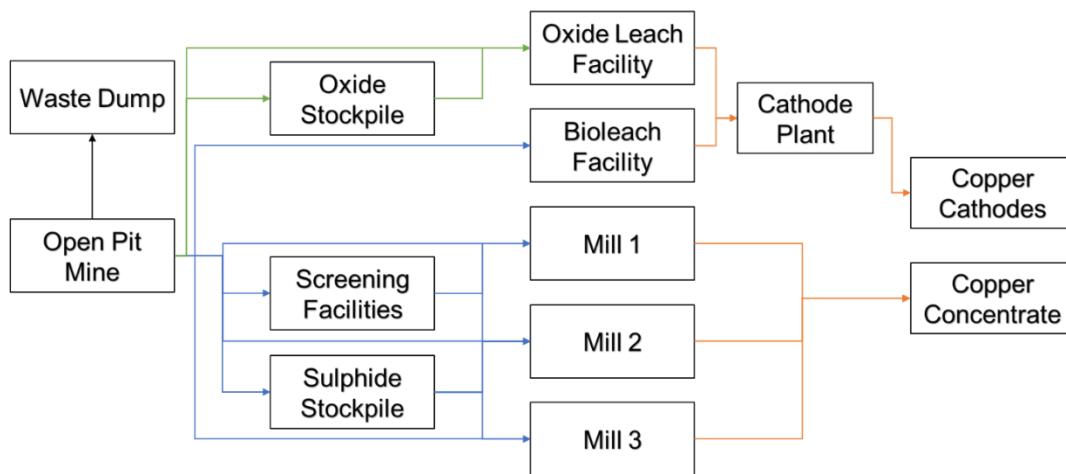 Waste Dump
Open Pit
Mine
Oxide
Stockpile
Screening
Facilities
Sulphide
Stockpile
Oxide Leach
Facility
Bioleach
Facility
Mill 1
Mill 2
Mill 3
Cathode
Plant
Copper
Cathodes
Copper
Concentrate